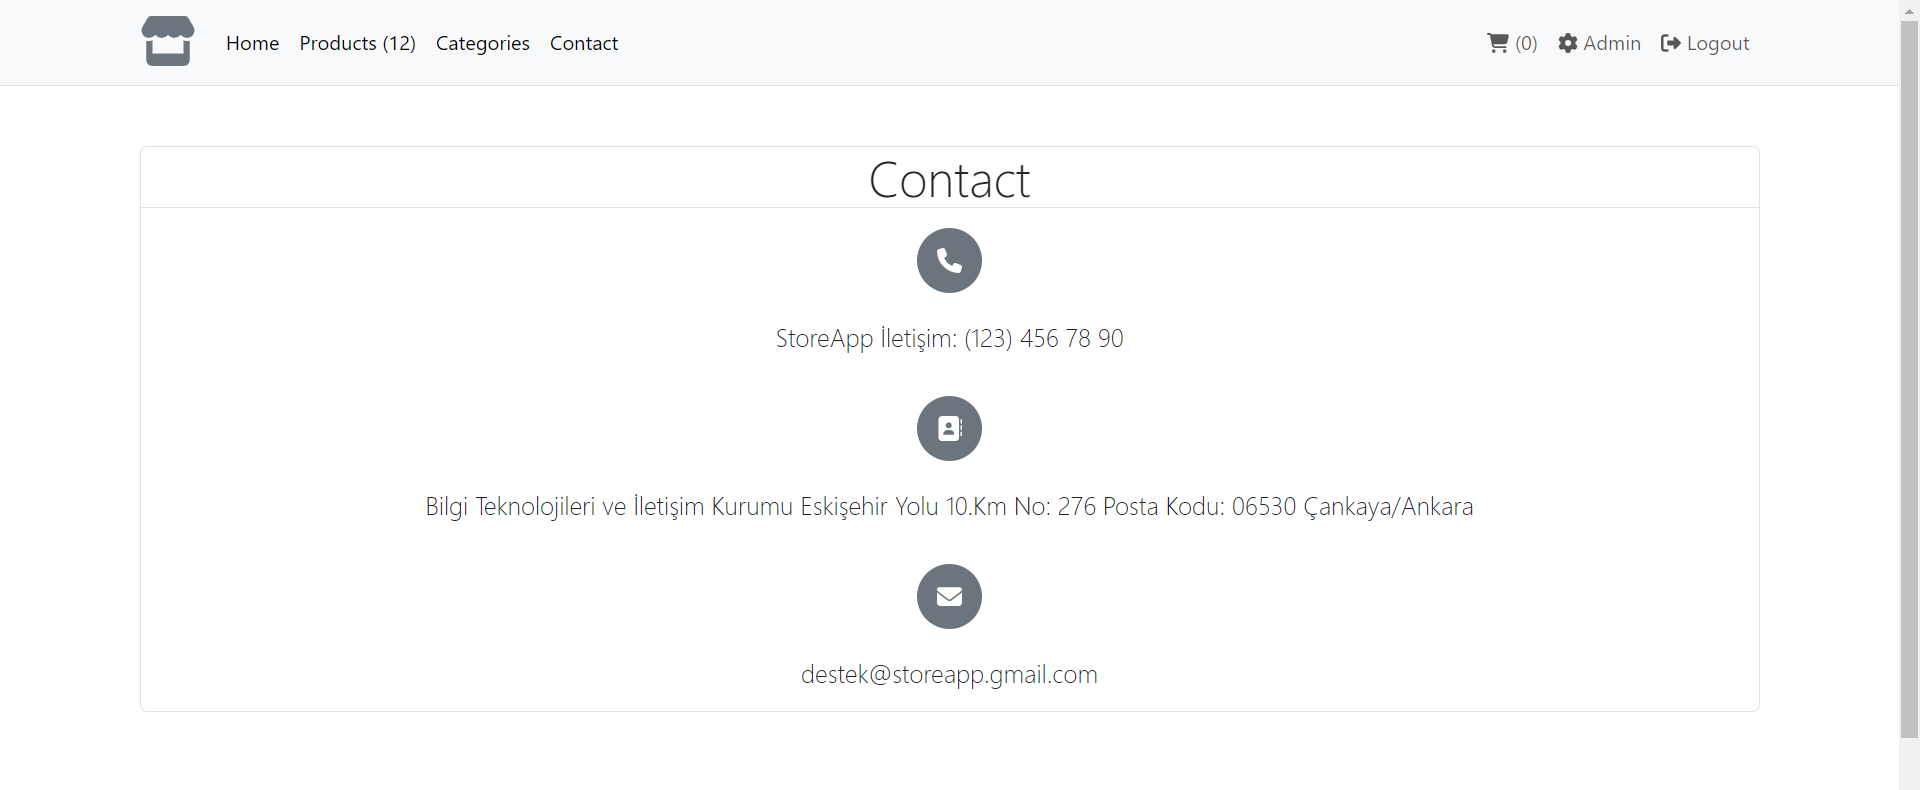 Home Products (12) Categories Contact (0) Admin Logout
Contact
StoreApp İletişim: (123) 456 78 90
Bilgi Teknolojileri ve İletişim Kurumu Eskişehir Yolu 10.Km No: 276 Posta Kodu: 06530 Çankaya/Ankara
destek@storeapp.gmail.com